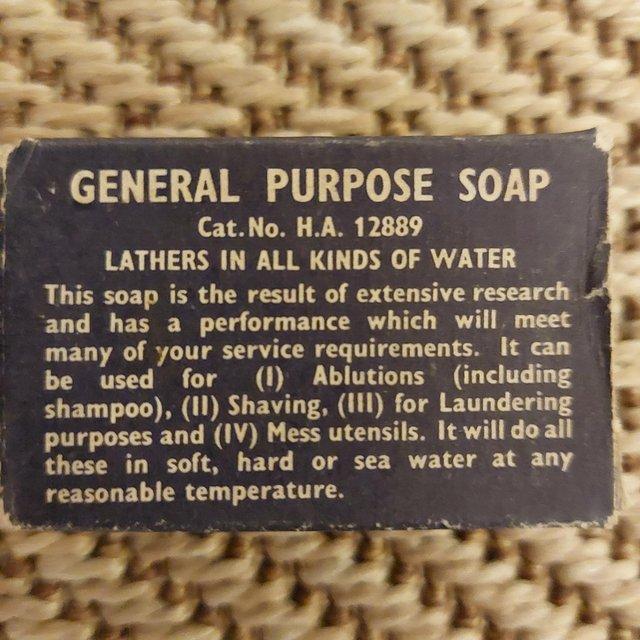 GENERAL PURPOSE SOAP
Cat.No. H.A. 12889
LATHERS IN ALL KINDS OF WATER
This soap is the result of extensive research
and has a performance which will meet
many of your service requirements. It can
be used for (I) Ablutions (including
shampoo), (II) Shaving, (III) for Laundering
purposes and (IV) Mess utensils. It will do all
these in soft, hard or sea water at any
reasonable temperature.